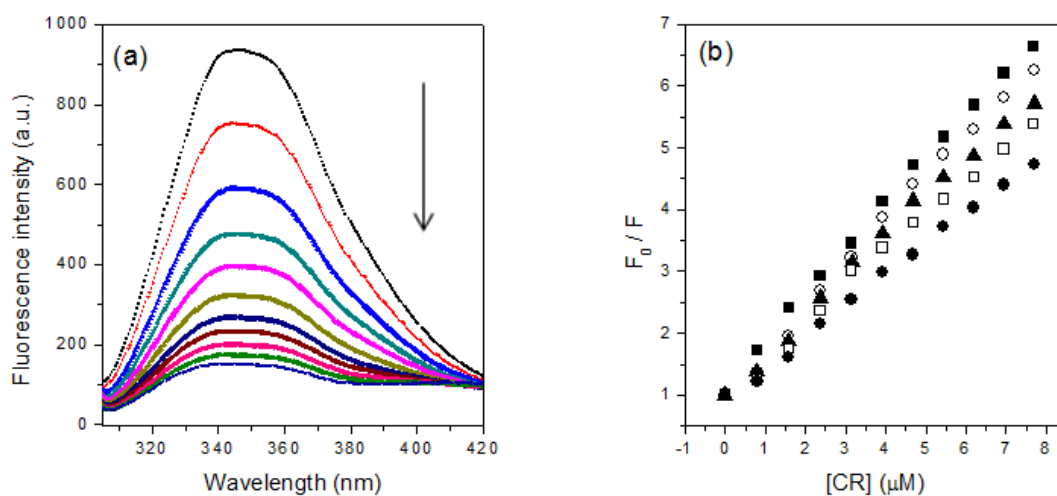 (a)
Fluorescence intensity (a.u.)
1000
800
600
400
200
0
320 340 360 380 400 420
Wavelength (nm)
(b)
F₀ / F
7
6
5
4
3
2
1
-1 0 1 2 3 4 5 6 7 8
[CR] (μM)